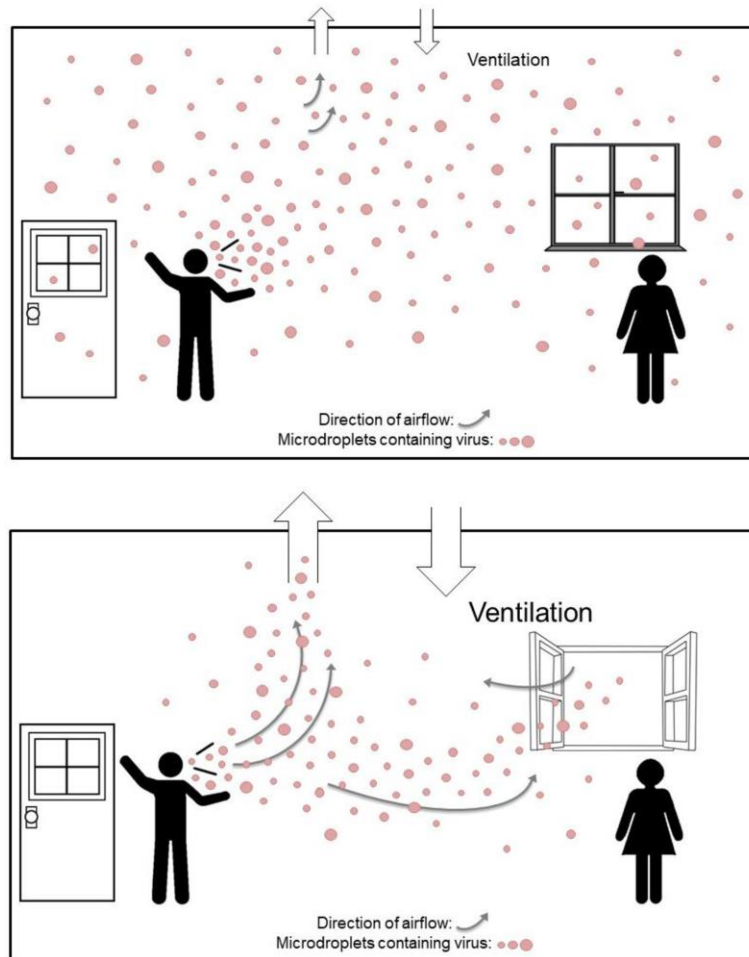 Ventilation
Direction of airflow:
Microdroplets containing virus:
Ventilation
Direction of airflow:
Microdroplets containing virus: